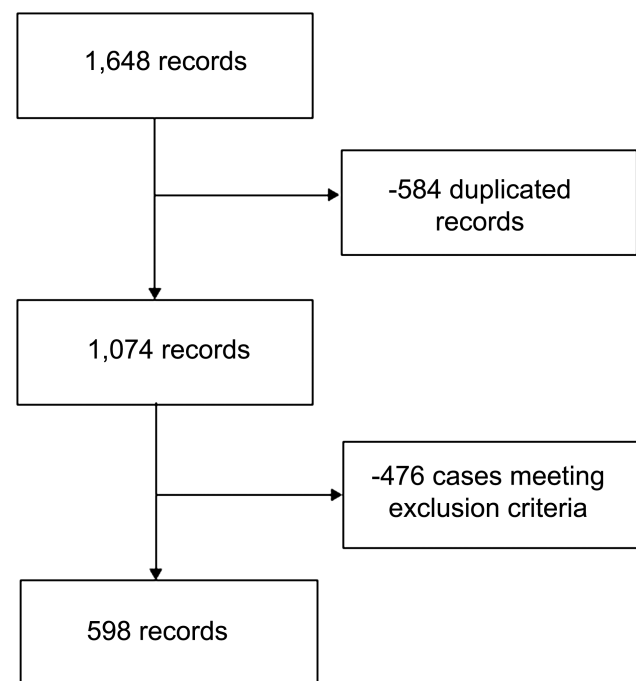 1,648 records
-584 duplicated
records
1,074 records
-476 cases meeting
exclusion criteria
598 records